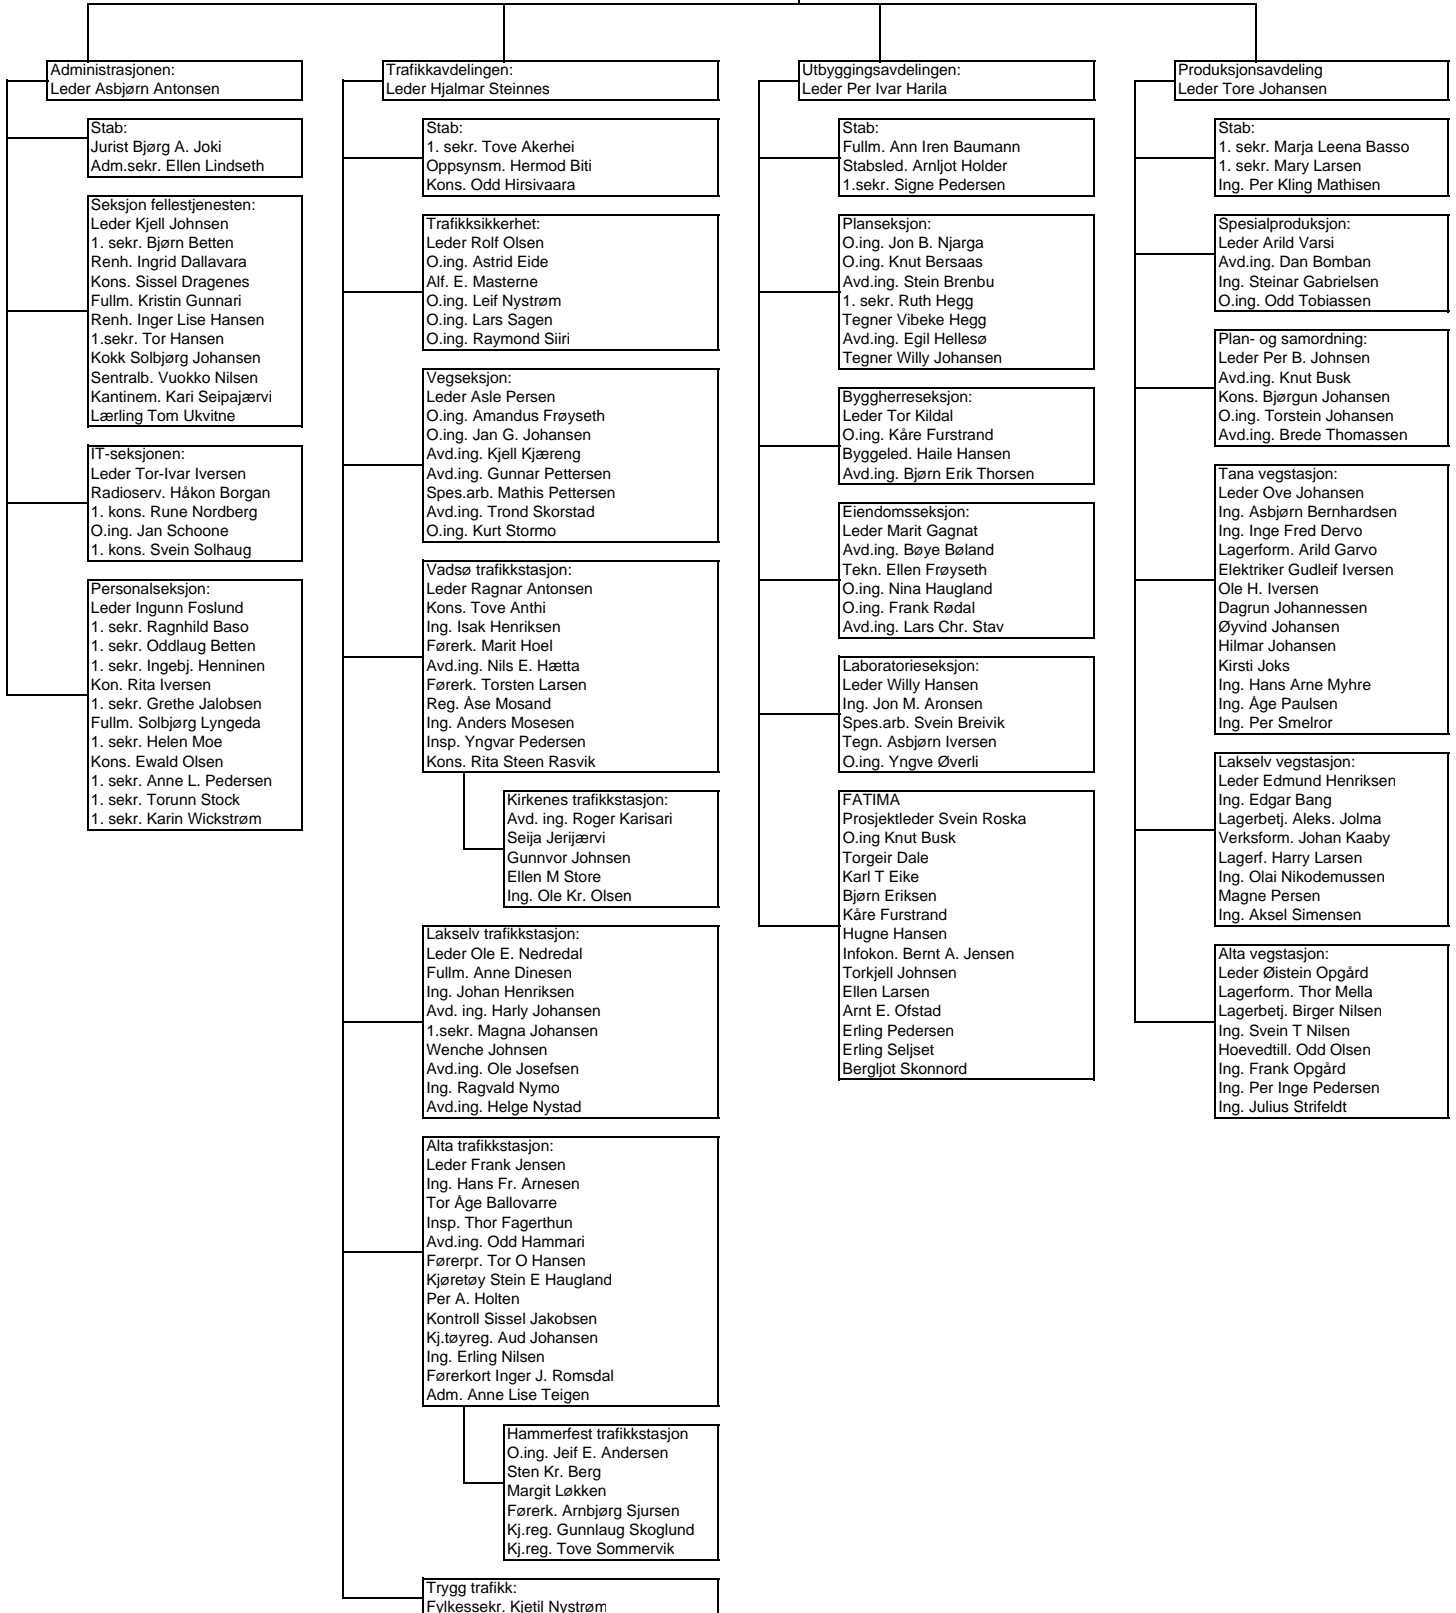 Administrasjonen:
Leder Asbjørn Antonsen
Stab:
Jurist Bjørg A. Joki
Adm.sekr. Ellen Lindseth
Seksjon fellestjenesten:
Leder Kjell Johnsen
1. sekr. Bjørn Betten
Renh. Ingrid Dallavara
Kons. Sissel Dragenes
Fullm. Kristin Gunnari
Renh. Inger Lise Hansen
1.sekr. Tor Hansen
Kokk Solbjørg Johansen
Sentralb. Vuokko Nilsen
Kantinem. Kari Seipajærvi
Lærling Tom Ukvitne
IT-seksjonen:
Leder Tor-Ivar Iversen
Radioserv. Håkon Borgan
1. kons. Rune Nordberg
O.ing. Jan Schoone
1. kons. Svein Solhaug
Personalseksjon:
Leder Ingunn Foslund
1. sekr. Ragnhild Baso
1. sekr. Oddlaug Betten
1. sekr. Ingebj. Henninen
Kon. Rita Iversen
1. sekr. Grethe Jalobsen
Fullm. Solbjørg Lyngeda
1. sekr. Helen Moe
Kons. Ewald Olsen
1. sekr. Anne L. Pedersen
1. sekr. Torunn Stock
1. sekr. Karin Wickstrøm
Trafikkavdelingen:
Leder Hjalmar Steinnes
Stab:
1. sekr. Tove Akerhei
Oppsynsm. Hermod Biti
Kons. Odd Hirsivaara
Trafikksikkerhet:
Leder Rolf Olsen
O.ing. Astrid Eide
Alf. E. Masterne
O.ing. Leif Nystrøm
O.ing. Lars Sagen
O.ing. Raymond Siiri
Vegseksjon:
Leder Asle Persen
O.ing. Amandus Frøyseth
O.ing. Jan G. Johansen
Avd.ing. Kjell Kjæreng
Avd.ing. Gunnar Pettersen
Spes.arb. Mathis Pettersen
Avd.ing. Trond Skorstad
O.ing. Kurt Stormo
Vadsø trafikkstasjon:
Leder Ragnar Antonsen
Kons. Tove Anthi
Ing. Isak Henriksen
Førerk. Marit Hoel
Avd.ing. Nils E. Hætta
Førerk. Torsten Larsen
Reg. Åse Mosand
Ing. Anders Mosesen
Insp. Yngvar Pedersen
Kons. Rita Steen Rasvik
Kirkenes trafikkstasjon:
Avd. ing. Roger Karisari
Seija Jerijærvi
Gunnvor Johnsen
Ellen M Store
Ing. Ole Kr. Olsen
Lakselv trafikkstasjon:
Leder Ole E. Nedredal
Fullm. Anne Dinesen
Ing. Johan Henriksen
Avd. ing. Harly Johansen
1.sekr. Magna Johansen
Wenche Johnsen
Avd.ing. Ole Josefsen
Ing. Ragvald Nymo
Avd.ing. Helge Nystad
Alta trafikkstasjon:
Leder Frank Jensen
Ing. Hans Fr. Arnesen
Tor Åge Ballovarre
Insp. Thor Fagerthun
Avd.ing. Odd Hammari
Førerpr. Tor O Hansen
Kjøretøy Stein E Haugland
Per A. Holten
Kontroll Sissel Jakobsen
Kj.tøyreg. Aud Johansen
Ing. Erling Nilsen
Førerkort Inger J. Romsdal
Adm. Anne Lise Teigen
Hammerfest trafikkstasjon
O.ing. Jeif E. Andersen
Sten Kr. Berg
Margit Løkken
Førerk. Arnbjørg Sjursen
Kj.reg. Gunnlaug Skoglund
Kj.reg. Tove Sommervik
Trygg trafikk:
Fylkessekr. Kjetil Nystrøm
Utbyggingsavdelingen:
Leder Per Ivar Harila
Stab:
Fullm. Ann Iren Baumann
Stabsled. Arnljot Holder
1.sekr. Signe Pedersen
Planseksjon:
O.ing. Jon B. Njarga
O.ing. Knut Bersaas
Avd.ing. Stein Brenbu
1. sekr. Ruth Hegg
Tegner Vibeke Hegg
Avd.ing. Egil Hellesø
Tegner Willy Johansen
Byggherreseksjon:
Leder Tor Kildal
O.ing. Kåre Furstrand
Byggeled. Haile Hansen
Avd.ing. Bjørn Erik Thorsen
Eiendomsseksjon:
Leder Marit Gagnat
Avd.ing. Bøye Bøland
Tekn. Ellen Frøyseth
O.ing. Nina Haugland
O.ing. Frank Rødal
Avd.ing. Lars Chr. Stav
Laboratorieseksjon:
Leder Willy Hansen
Ing. Jon M. Aronsen
Spes.arb. Svein Breivik
Tegn. Asbjørn Iversen
O.ing. Yngve Øverli
FATIMA
Prosjektleder Svein Roska
O.ing Knut Busk
Torgeir Dale
Karl T Eike
Bjørn Eriksen
Kåre Furstrand
Hugne Hansen
Infokon. Bernt A. Jensen
Torkjell Johnsen
Ellen Larsen
Arnt E. Ofstad
Erling Pedersen
Erling Seljset
Bergljot Skonnord
Produksjonsavdeling
Leder Tore Johansen
Stab:
1. sekr. Marja Leena Basso
1. sekr. Mary Larsen
Ing. Per Kling Mathisen
Spesialproduksjon:
Leder Arild Varsi
Avd.ing. Dan Bomban
Ing. Steinar Gabrielsen
O.ing. Odd Tobiassen
Plan- og samordning:
Leder Per B. Johnsen
Avd.ing. Knut Busk
Kons. Bjørgun Johansen
O.ing. Torstein Johansen
Avd.ing. Brede Thomassen
Tana vegstasjon:
Leder Ove Johansen
Ing. Asbjørn Bernhardsen
Ing. Inge Fred Dervo
Lagerform. Arild Garvo
Elektriker Gudleif Iversen
Ole H. Iversen
Dagrun Johannessen
Øyvind Johansen
Hilmar Johansen
Kirsti Joks
Ing. Hans Arne Myhre
Ing. Åge Paulsen
Ing. Per Smelror
Lakselv vegstasjon:
Leder Edmund Henriksen
Ing. Edgar Bang
Lagerbetj. Aleks. Jolma
Verksform. Johan Kaaby
Lagerf. Harry Larsen
Ing. Olai Nikodemussen
Magne Persen
Ing. Aksel Simensen
Alta vegstasjon:
Leder Øistein Opgård
Lagerform. Thor Mella
Lagerbetj. Birger Nilsen
Ing. Svein T Nilsen
Hoevedtill. Odd Olsen
Ing. Frank Opgård
Ing. Per Inge Pedersen
Ing. Julius Strifeldt